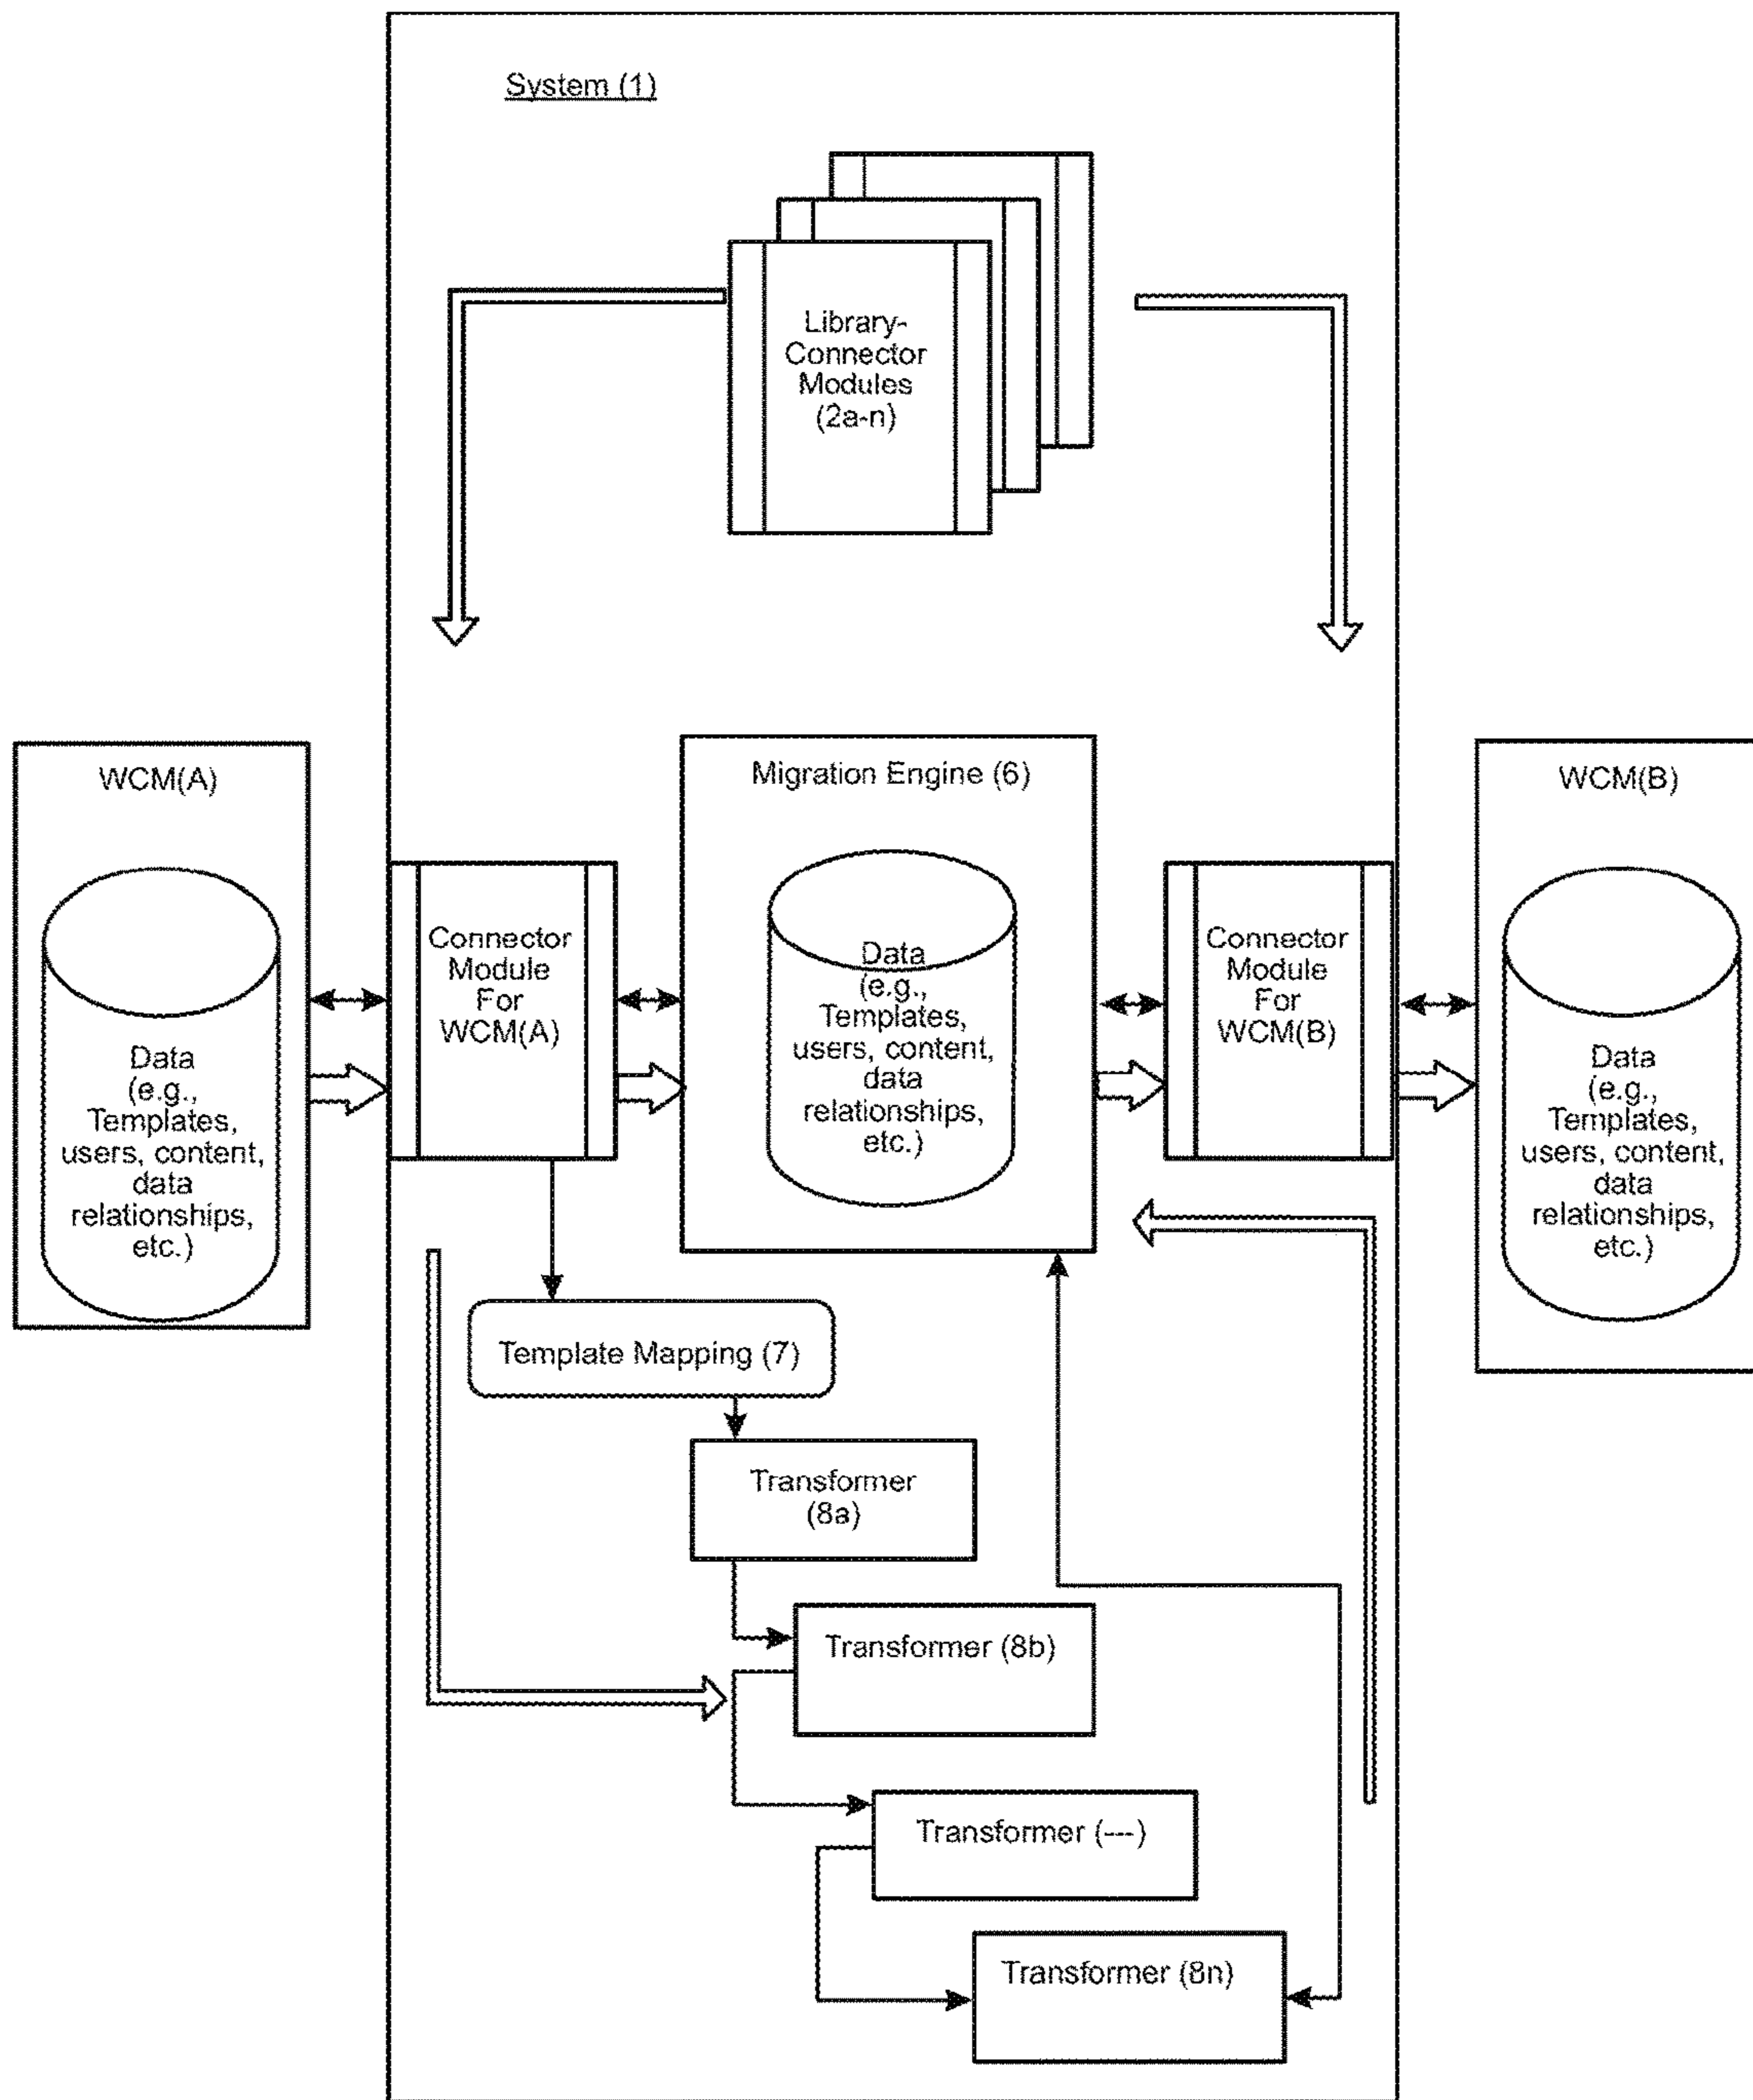 System (1)
Library-
Connector
Modules
(2a-n)
WCM(A)
Data
(e.g.,
Templates,
users, content,
data
relationships,
etc.)
Connector
Module
For
WCM(A)
Migration Engine (6)
Data
(e.g.,
Templates,
users, content,
data
relationships,
etc.)
Connector
Module
For
WCM(B)
WCM(B)
Data
(e.g.,
Templates,
users, content,
data
relationships,
etc.)
Template Mapping (7)
Transformer
(8a)
Transformer (8b)
Transformer (---)
Transformer (8n)